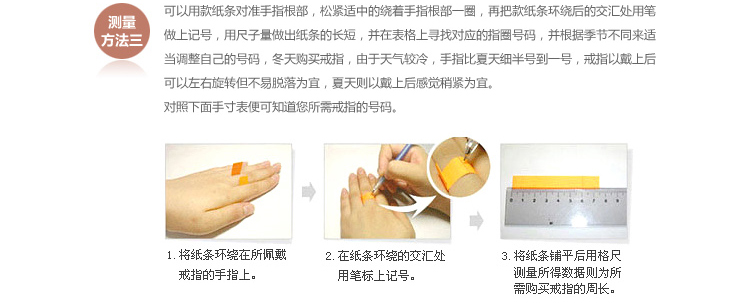 测量
方法三
可以用款纸条对准手指根部，松紧适中的绕着手指根部一圈，再把款纸条环绕后的交汇处用笔
做上记号，用尺子量做出纸条的长短，并在表格上寻找对应的指圈号码，并根据季节不同来适
当调整自己的号码，冬天购买戒指，由于天气较冷，手指比夏天细半号到一号，戒指以戴上后
可以左右旋转但不易脱落为宜，夏天则以戴上后感觉稍紧为宜。
对照下面手寸表便可知道您所需戒指的号码。
0 1 2 3 4 5 6 7 8
1. 将纸条环绕在所佩戴
戒指的手指上。
2. 在纸条环绕的交汇处
用笔标上记号。
3. 将纸条铺平后用格尺
测量所得数据则为所
需购买戒指的周长。